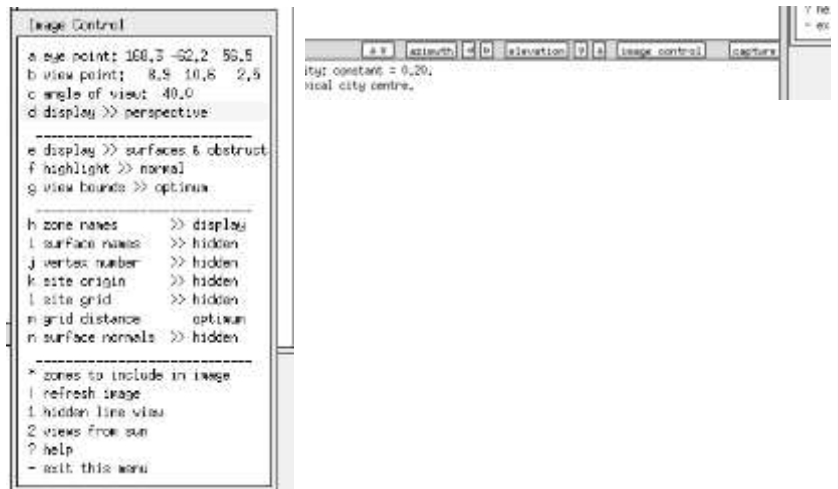 Image Control
a eye point: 168.3 -62.2 56.5
b view point: 8.9 10.6 2.5
c angle of view: 40.0
d display >> perspective
e display >> surfaces & obstruct
f highlight >> normal
g view bounds >> optimum
h zone names >> display
i surface names >> hidden
j vertex number >> hidden
k site origin >> hidden
l site grid >> hidden
m grid distance optimum
n surface normals >> hidden
* zones to include in image
! refresh image
1 hidden line view
2 views from sun
? help
- exit this menu
azimuth elevation image control capture
ity: constant = 0.20.
ical city centre.
? he
- ex